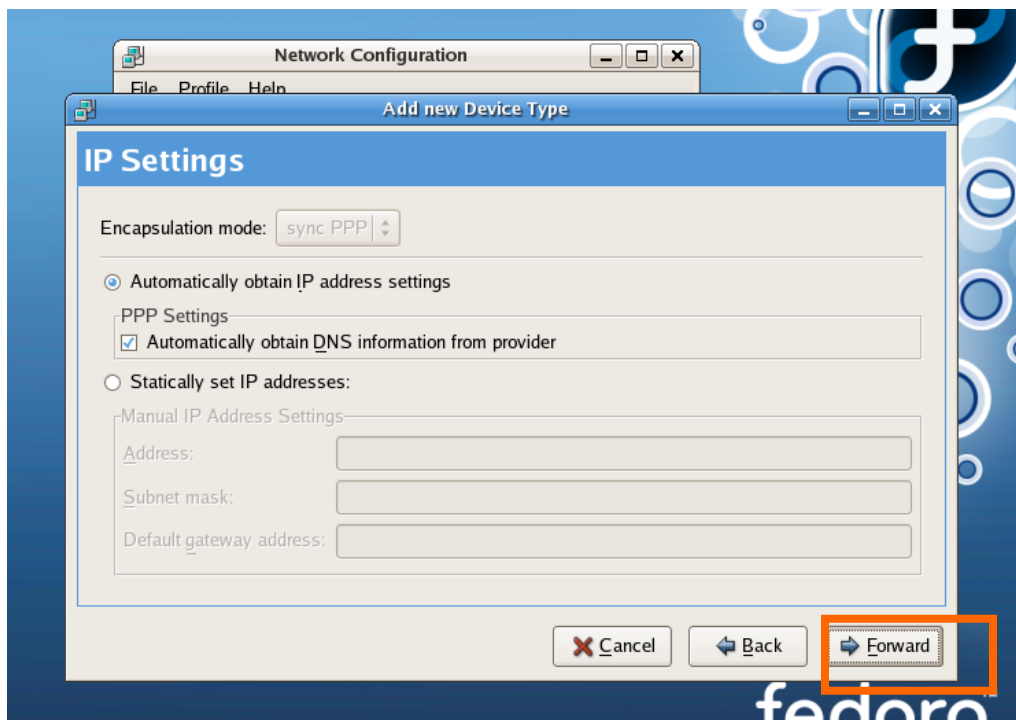 Network Configuration
File Profile Help
Add new Device Type
IP Settings
Encapsulation mode: sync PPP
Automatically obtain IP address settings
PPP Settings
Automatically obtain DNS information from provider
Statically set IP addresses:
Manual IP Address Settings
Address:
Subnet mask:
Default gateway address:
Cancel Back Forward
fedora